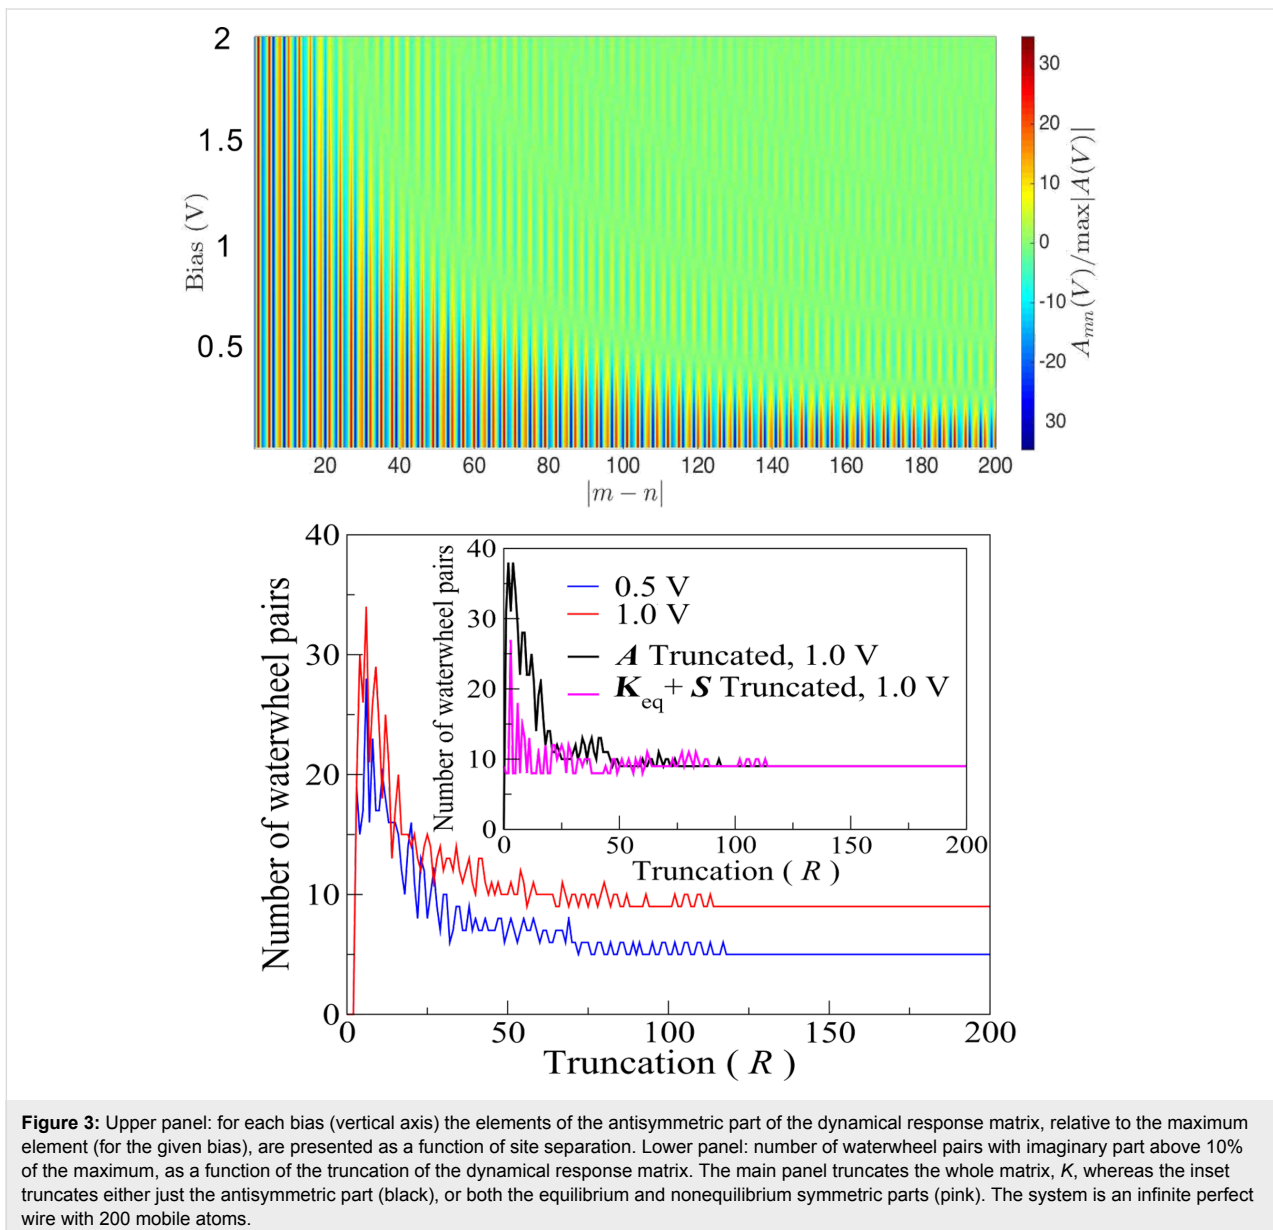 2
1.5
1
0.5
Bias (V)
20 40 60 80 100 120 140 160 180 200
|m − n|
30
20
10
0
-10
-20
30
A_{mn}(V)/max|A(V)|
40
30
20
10
0
Number of waterwheel pairs
0 50 100 150 200
Truncation ( R )
40
30
20
10
0
Number of waterwheel pairs
0.5 V
1.0 V
A Truncated, 1.0 V
K_{eq}+ S Truncated, 1.0 V
0 50 100 150 200
Truncation ( R )
Figure 3: Upper panel: for each bias (vertical axis) the elements of the antisymmetric part of the dynamical response matrix, relative to the maximum
element (for the given bias), are presented as a function of site separation. Lower panel: number of waterwheel pairs with imaginary part above 10%
of the maximum, as a function of the truncation of the dynamical response matrix. The main panel truncates the whole matrix, K, whereas the inset
truncates either just the antisymmetric part (black), or both the equilibrium and nonequilibrium symmetric parts (pink). The system is an infinite perfect
wire with 200 mobile atoms.